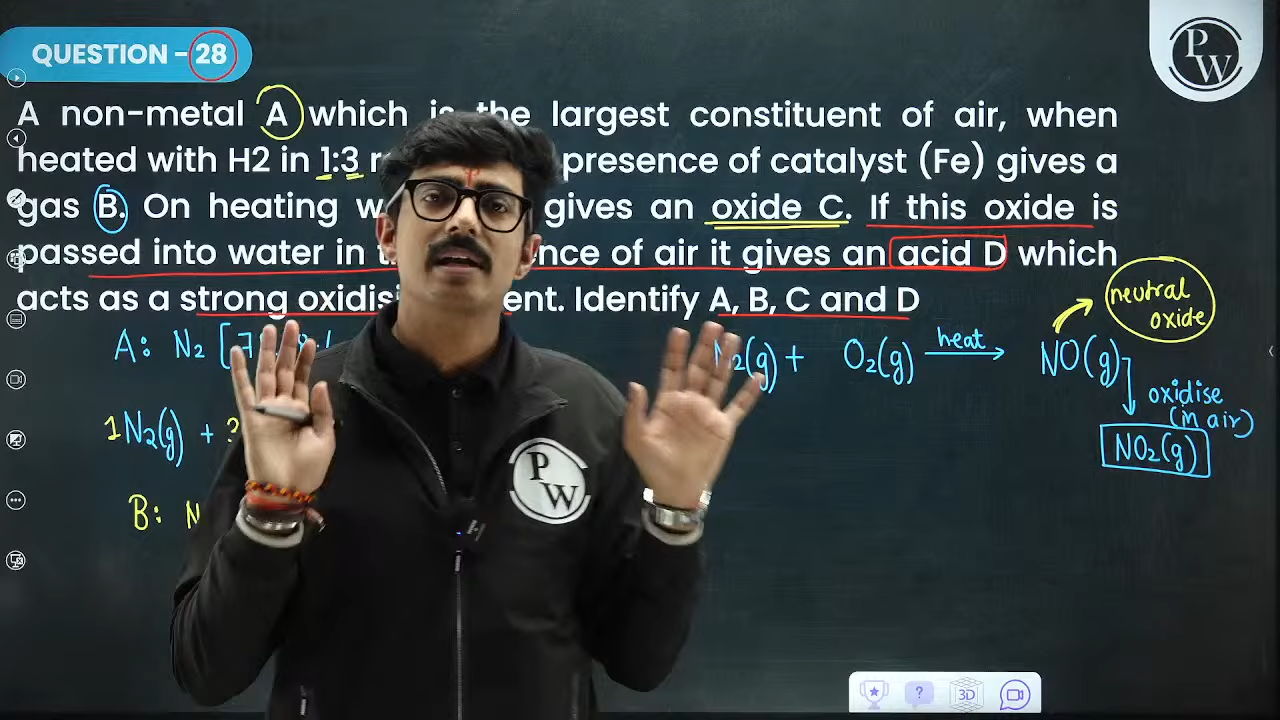 QUESTION - 28
PW
A non-metal A which is the largest constituent of air, when
heated with H2 in 1:3 presence of catalyst (Fe) gives a
gas B. On heating gives an oxide C. If this oxide is
passed into water in of air it gives an acid D which
acts as a strong Identify A, B, C and D
neutral
oxide
A: N₂
O₂(g) heat NO(g)
oxidise
(in air)
1N₂(g) +
NO₂(g)
B:
PW
3D